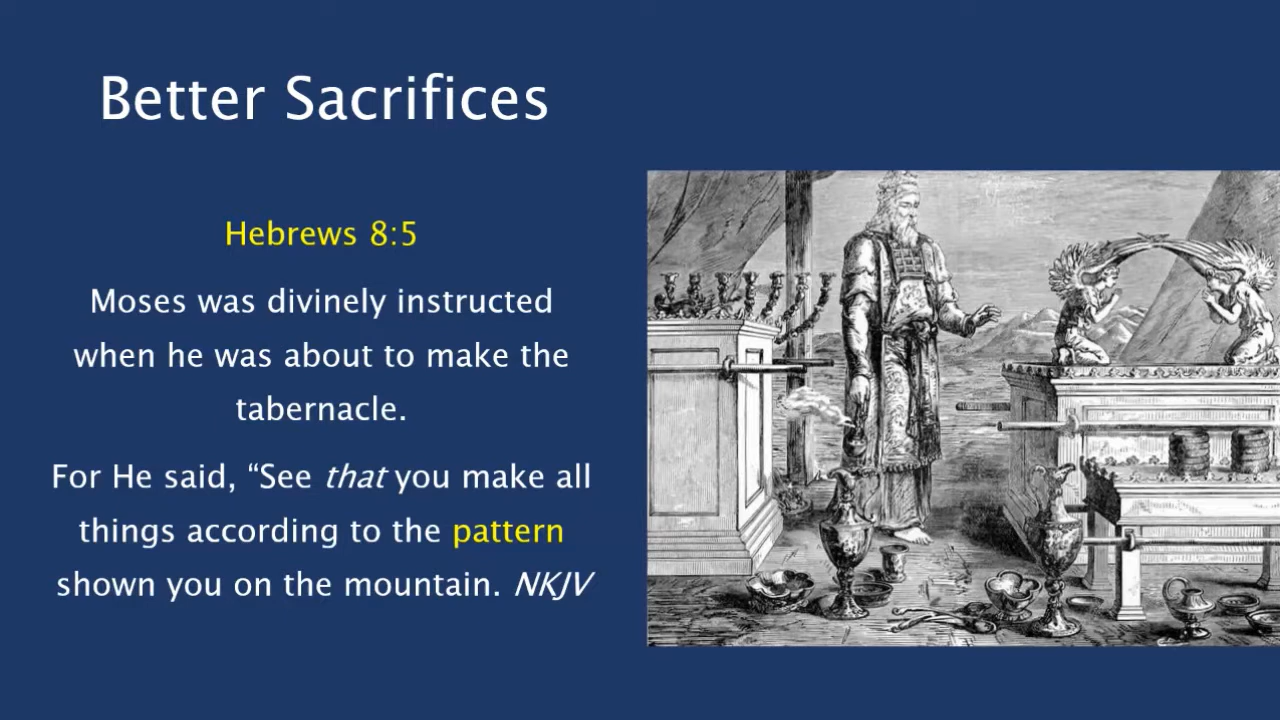 Better Sacrifices
Hebrews 8:5
Moses was divinely instructed
when he was about to make the
tabernacle.
For He said, “See that you make all
things according to the pattern
shown you on the mountain. NKJV